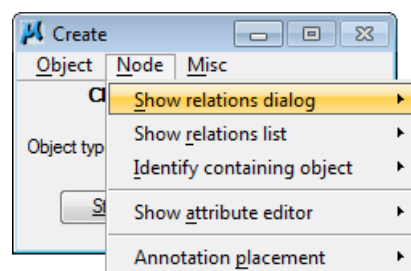 Create
Object Node Misc
Show relations dialog
Show relations list
Object typ
Identify containing object
Show attribute editor
Annotation placement